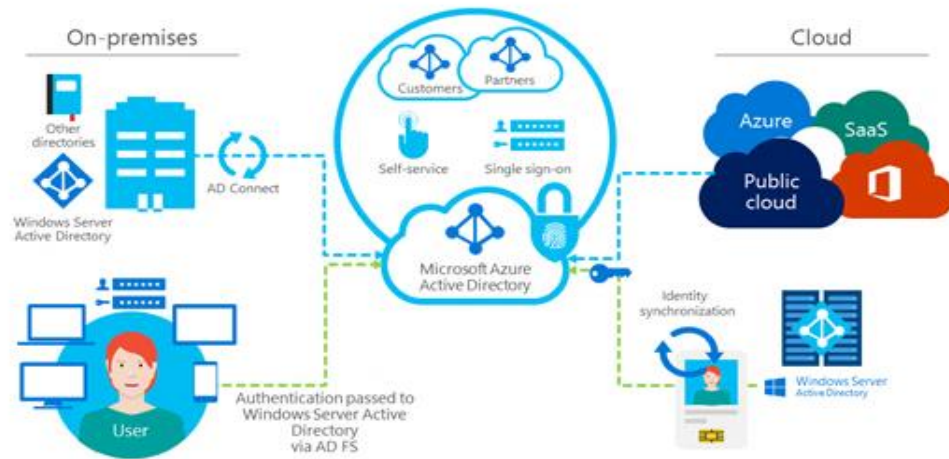 On-premises
Other
directories
Windows Server
Active Directory
AD Connect
Customers
Partners
Self-service
Single sign-on
Microsoft Azure
Active Directory
Cloud
Azure
SaaS
Public
cloud
User
Authentication passed to
Windows Server Active
Directory
via AD FS
Identity
synchronization
Windows Server
Active Directory